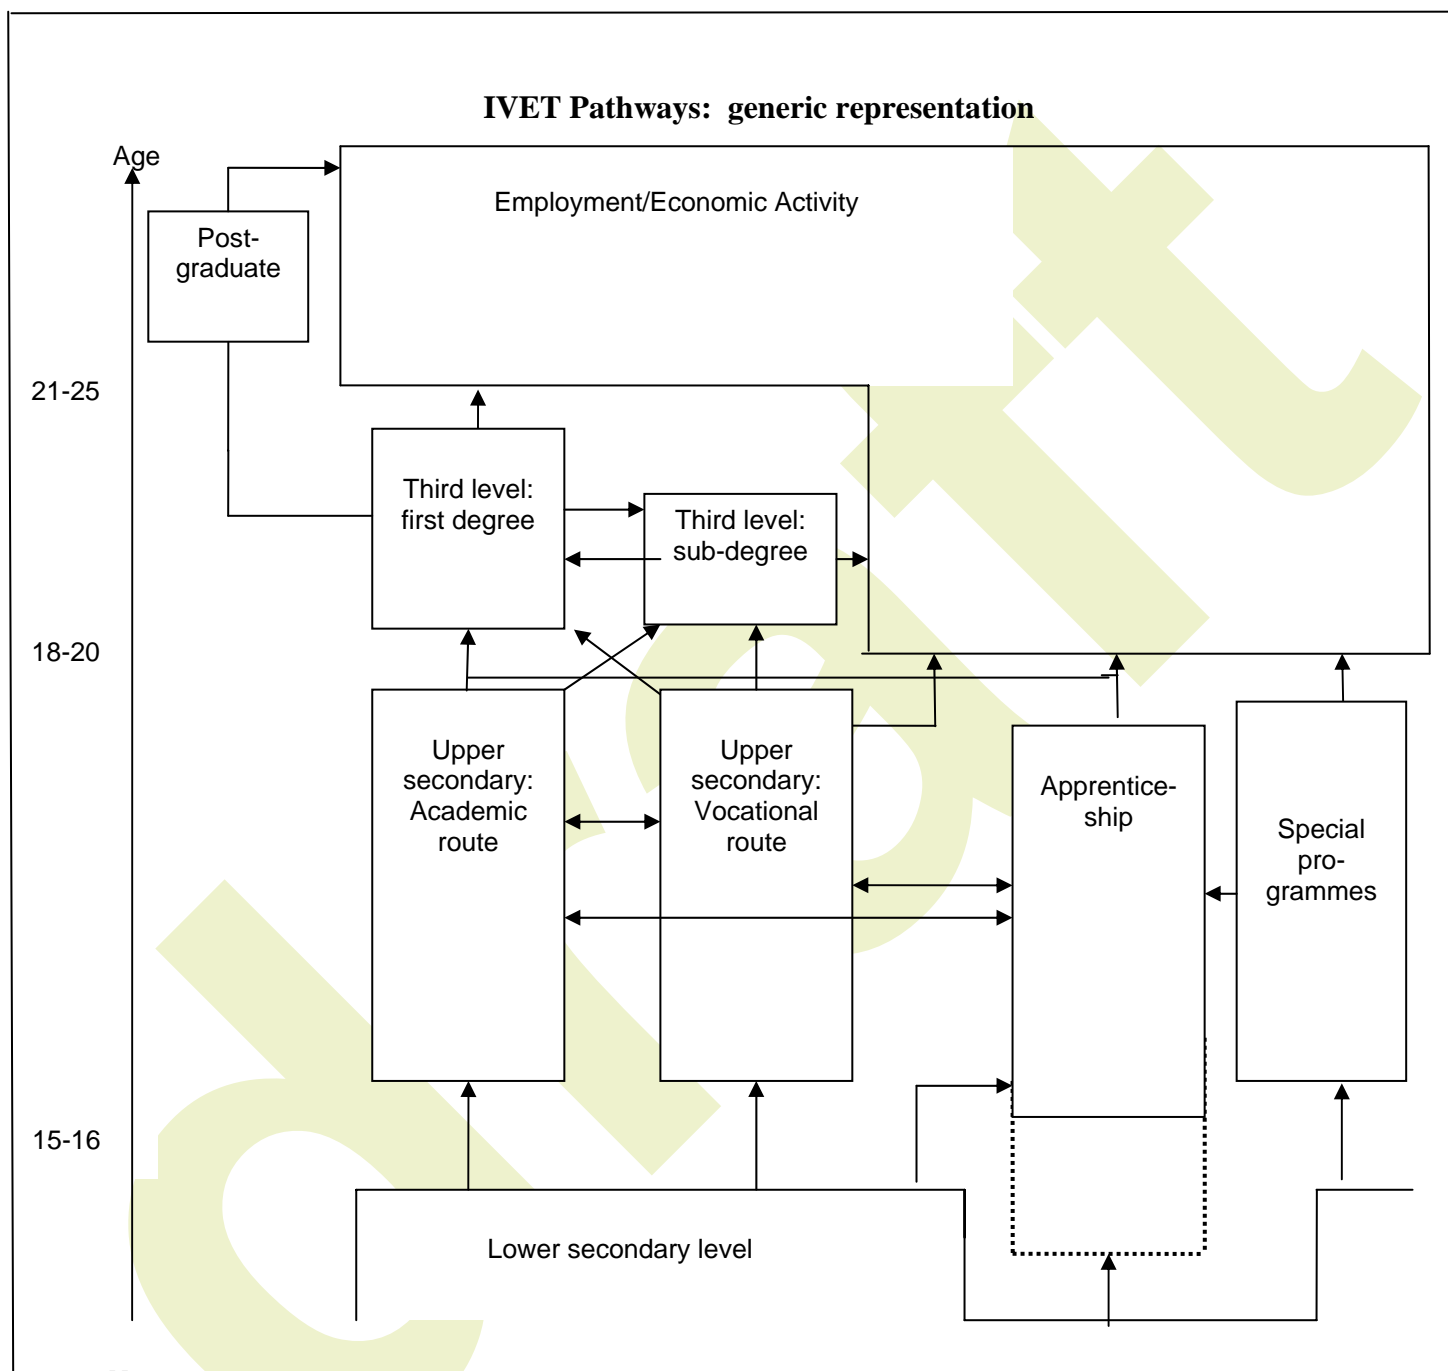 IVET Pathways: generic representation
Age
Employment/Economic Activity
Post-
graduate
21-25
Third level:
first degree
Third level:
sub-degree
18-20
Upper
secondary:
Academic
route
Upper
secondary:
Vocational
route
Apprentice-
ship
Special
pro-
grammes
15-16
Lower secondary level
draft